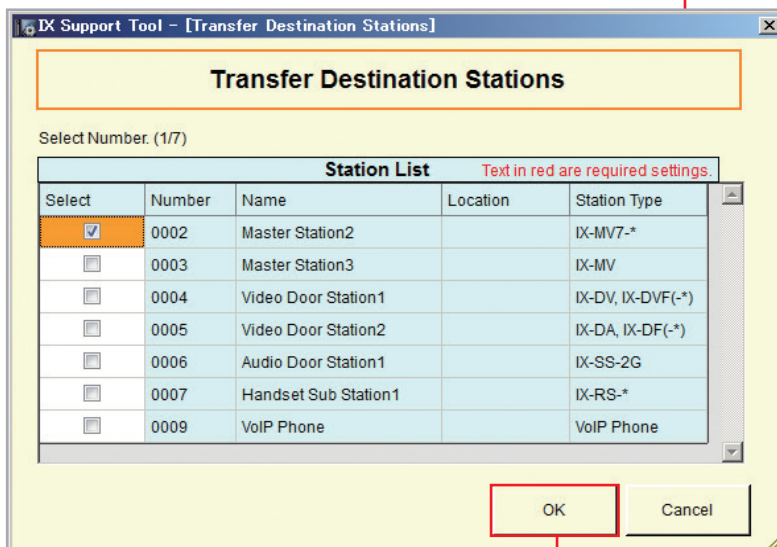 IX Support Tool - [Transfer Destination Stations]
Transfer Destination Stations
Select Number. (1/7)
Station List Text in red are required settings.
Select Number Name Location Station Type
0002 Master Station2 IX-MV7-*
0003 Master Station3 IX-MV
0004 Video Door Station1 IX-DV, IX-DVF(-*)
0005 Video Door Station2 IX-DA, IX-DF(-*)
0006 Audio Door Station1 IX-SS-2G
0007 Handset Sub Station1 IX-RS-*
0009 VoIP Phone VoIP Phone
OK Cancel